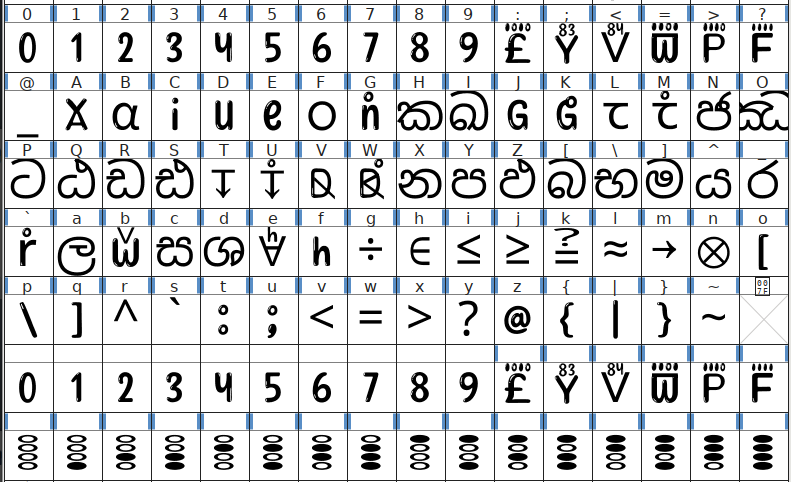 0 1 2 3 4 5 6 7 8 9 : ; < = > ?
0 1 2 3 4 5 6 7 8 9 £ Y V P F
@ A B C D E F G H I J K L M N O
_ i u e n̊ ක ඛ G ජ
P Q R S T U V W X Y Z [ \ ] ^ _
ට ඨ ඩ ඪ න ප ඵ බ භ ම ය ර
` a b c d e f g h i j k l m n o
r̊ ල ස ශ h ÷ ∈ ≤ ≥ ≈ → ⊗ [
p q r s t u v w x y z { | } ~ 007F
\ ] ^ ` : ; < = > ? @ { | } ~
0 1 2 3 4 5 6 7 8 9 £ Y V P F